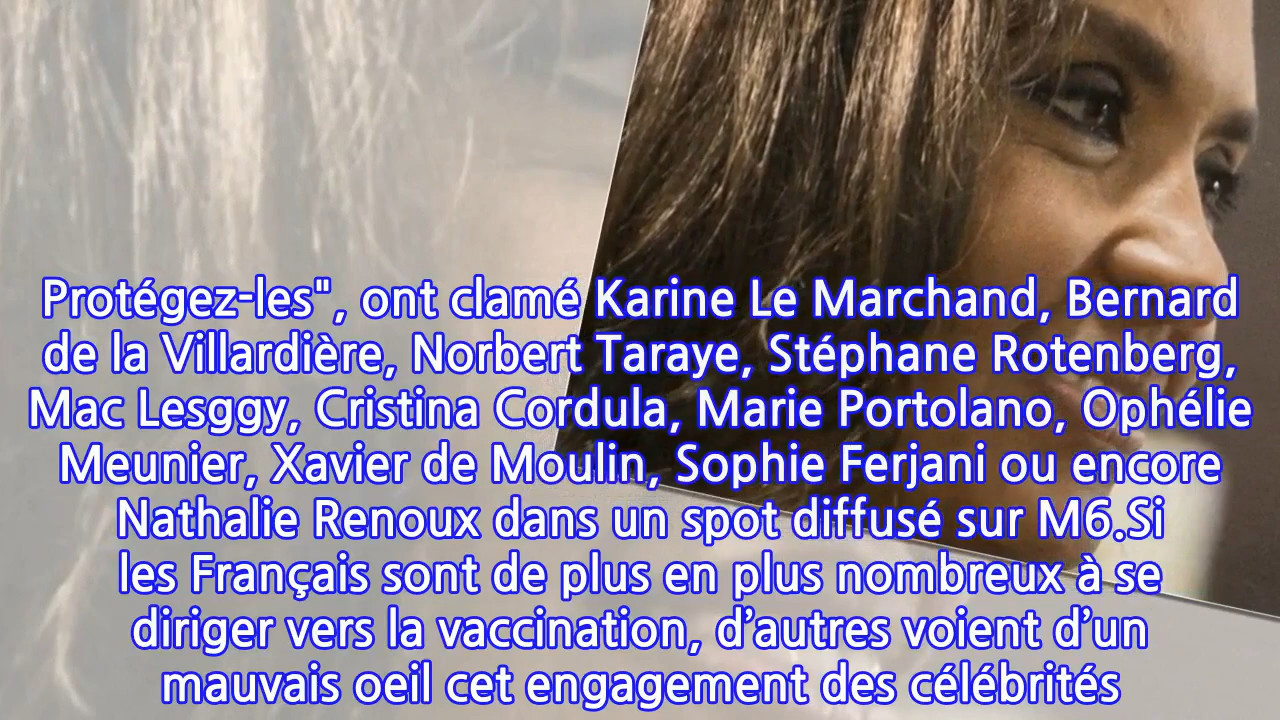 Protégez-les", ont clamé Karine Le Marchand, Bernard
de la Villardière, Norbert Taraye, Stéphane Rotenberg,
Mac Lesggy, Cristina Cordula, Marie Portolano, Ophélie
Meunier, Xavier de Moulin, Sophie Ferjani ou encore
Nathalie Renoux dans un spot diffusé sur M6.Si
les Français sont de plus en plus nombreux à se
diriger vers la vaccination, d’autres voient d’un
mauvais oeil cet engagement des célébrités